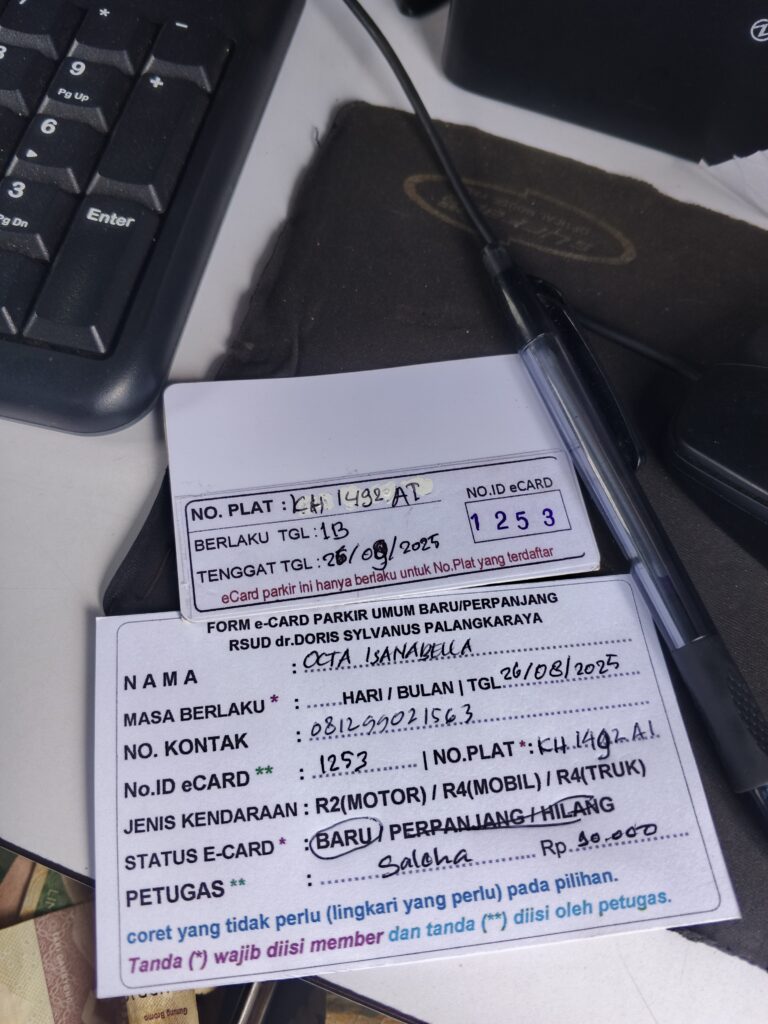 *
-
9
Pg Up
+
6
3
Pg Dn
Enter
NO. PLAT : KH 1492 AT
NO.ID eCARD
1 2 5 3
BERLAKU TGL : 1B
TENGGAT TGL : 26/09/2025
eCard parkir ini hanya berlaku untuk No.Plat yang terdaftar
FORM e-CARD PARKIR UMUM BARU/PERPANJANG
RSUD dr.DORIS SYLVANUS PALANGKARAYA
NAMA : OCTA ISANABELLA
MASA BERLAKU * : ...... HARI / BULAN | TGL 26/08/2025
NO. KONTAK : 081299021563
No.ID eCARD ** : 1253 | NO.PLAT *: KH 1492 AI
JENIS KENDARAAN : R2(MOTOR) / R4(MOBIL) / R4(TRUK)
STATUS E-CARD * : BARU / PERPANJANG / HILANG
PETUGAS ** : Saleha Rp. 30.000
coret yang tidak perlu (lingkari yang perlu) pada pilihan.
Tanda (*) wajib diisi member dan tanda (**) diisi oleh petugas.
Gunung Bromo